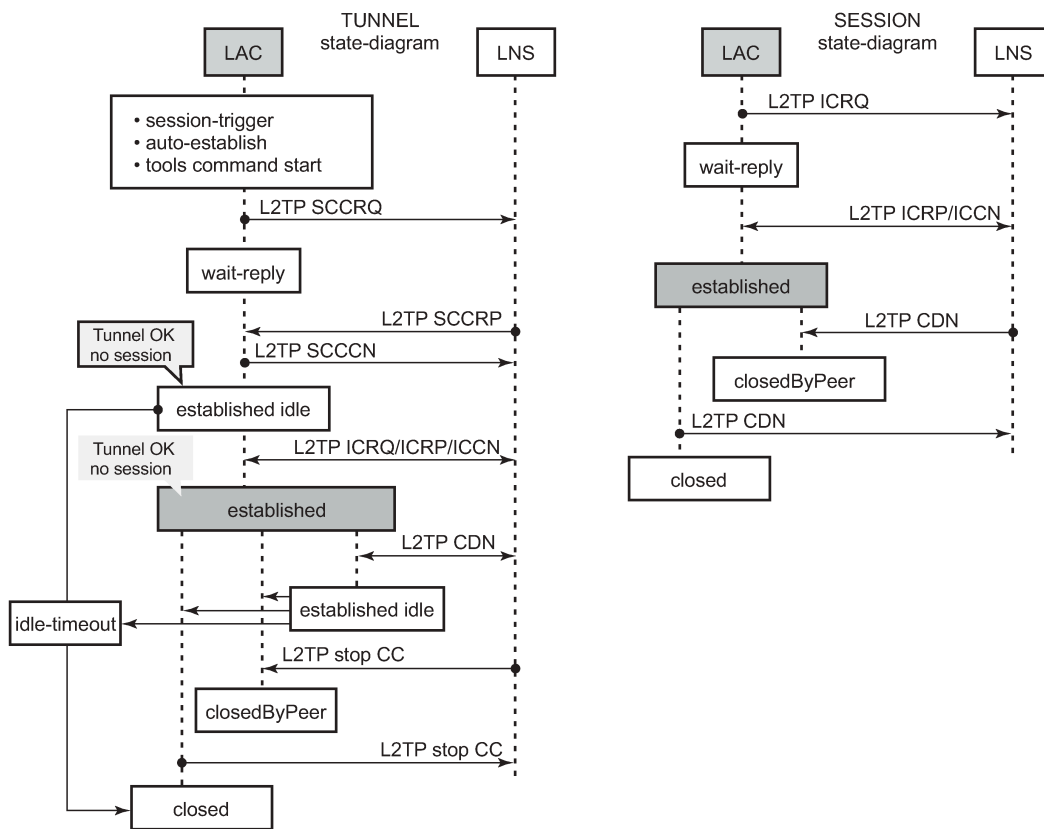 TUNNEL
state-diagram
LAC
LNS
• session-trigger
• auto-establish
• tools command start
L2TP SCCRQ
wait-reply
L2TP SCCRP
Tunnel OK
no session
L2TP SCCCN
established idle
Tunnel OK
no session
L2TP ICRQ/ICRP/ICCN
established
L2TP CDN
established idle
idle-timeout
L2TP stop CC
closedByPeer
L2TP stop CC
closed
SESSION
state-diagram
LAC
LNS
L2TP ICRQ
wait-reply
L2TP ICRP/ICCN
established
L2TP CDN
closedByPeer
L2TP CDN
closed